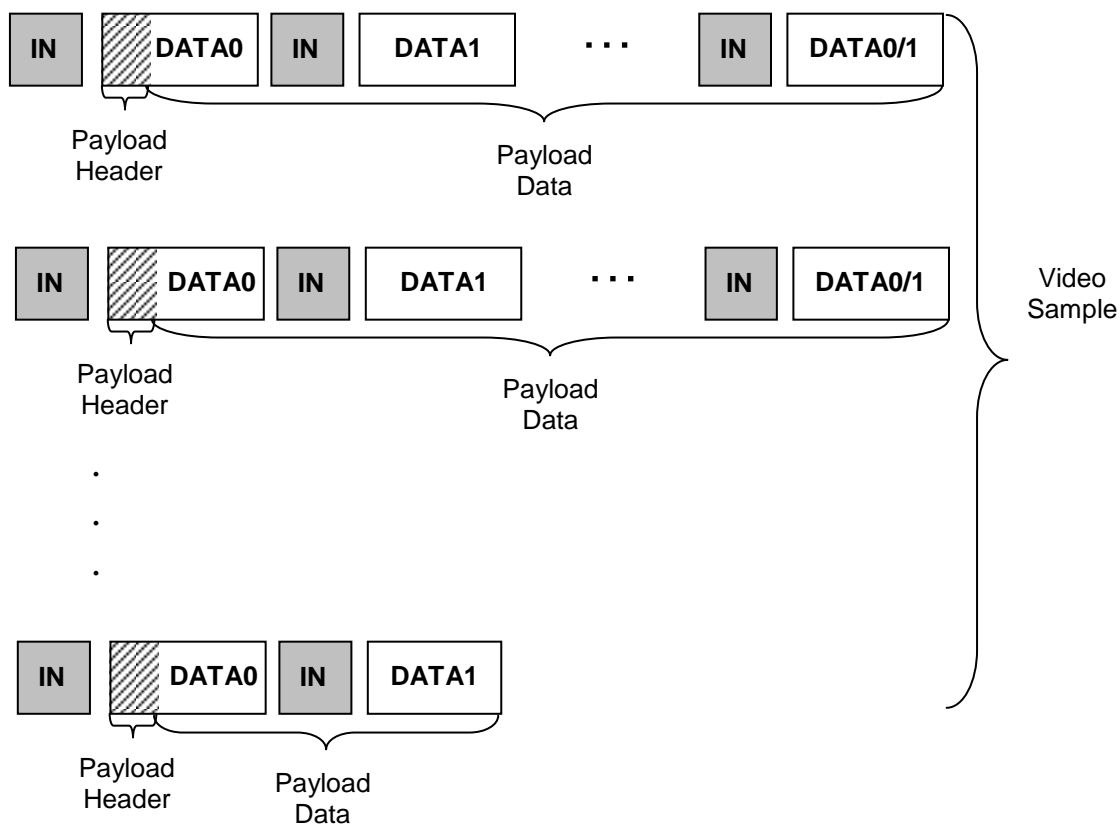 IN DATA0 IN DATA1 . . . IN DATA0/1
Payload
Header
Payload
Data
IN DATA0 IN DATA1 . . . IN DATA0/1
Payload
Header
Payload
Data
Video
Sample
.
.
.
IN DATA0 IN DATA1
Payload
Header
Payload
Data